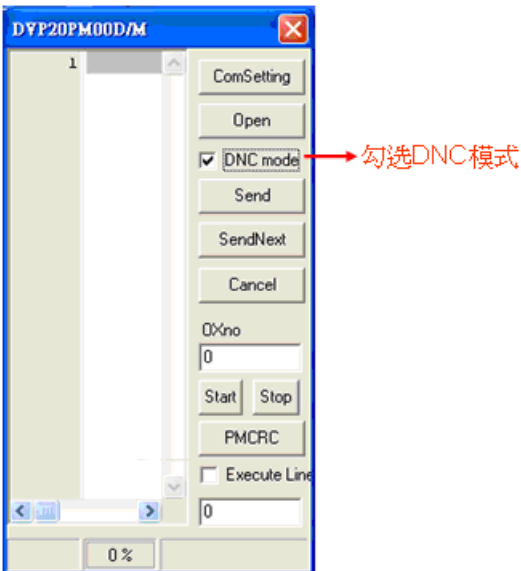 DVP20PM00D/M
1
ComSetting
Open
DNC mode
勾选DNC模式
Send
SendNext
Cancel
OXno
0
Start Stop
PMCRC
Execute Line
0
0 %